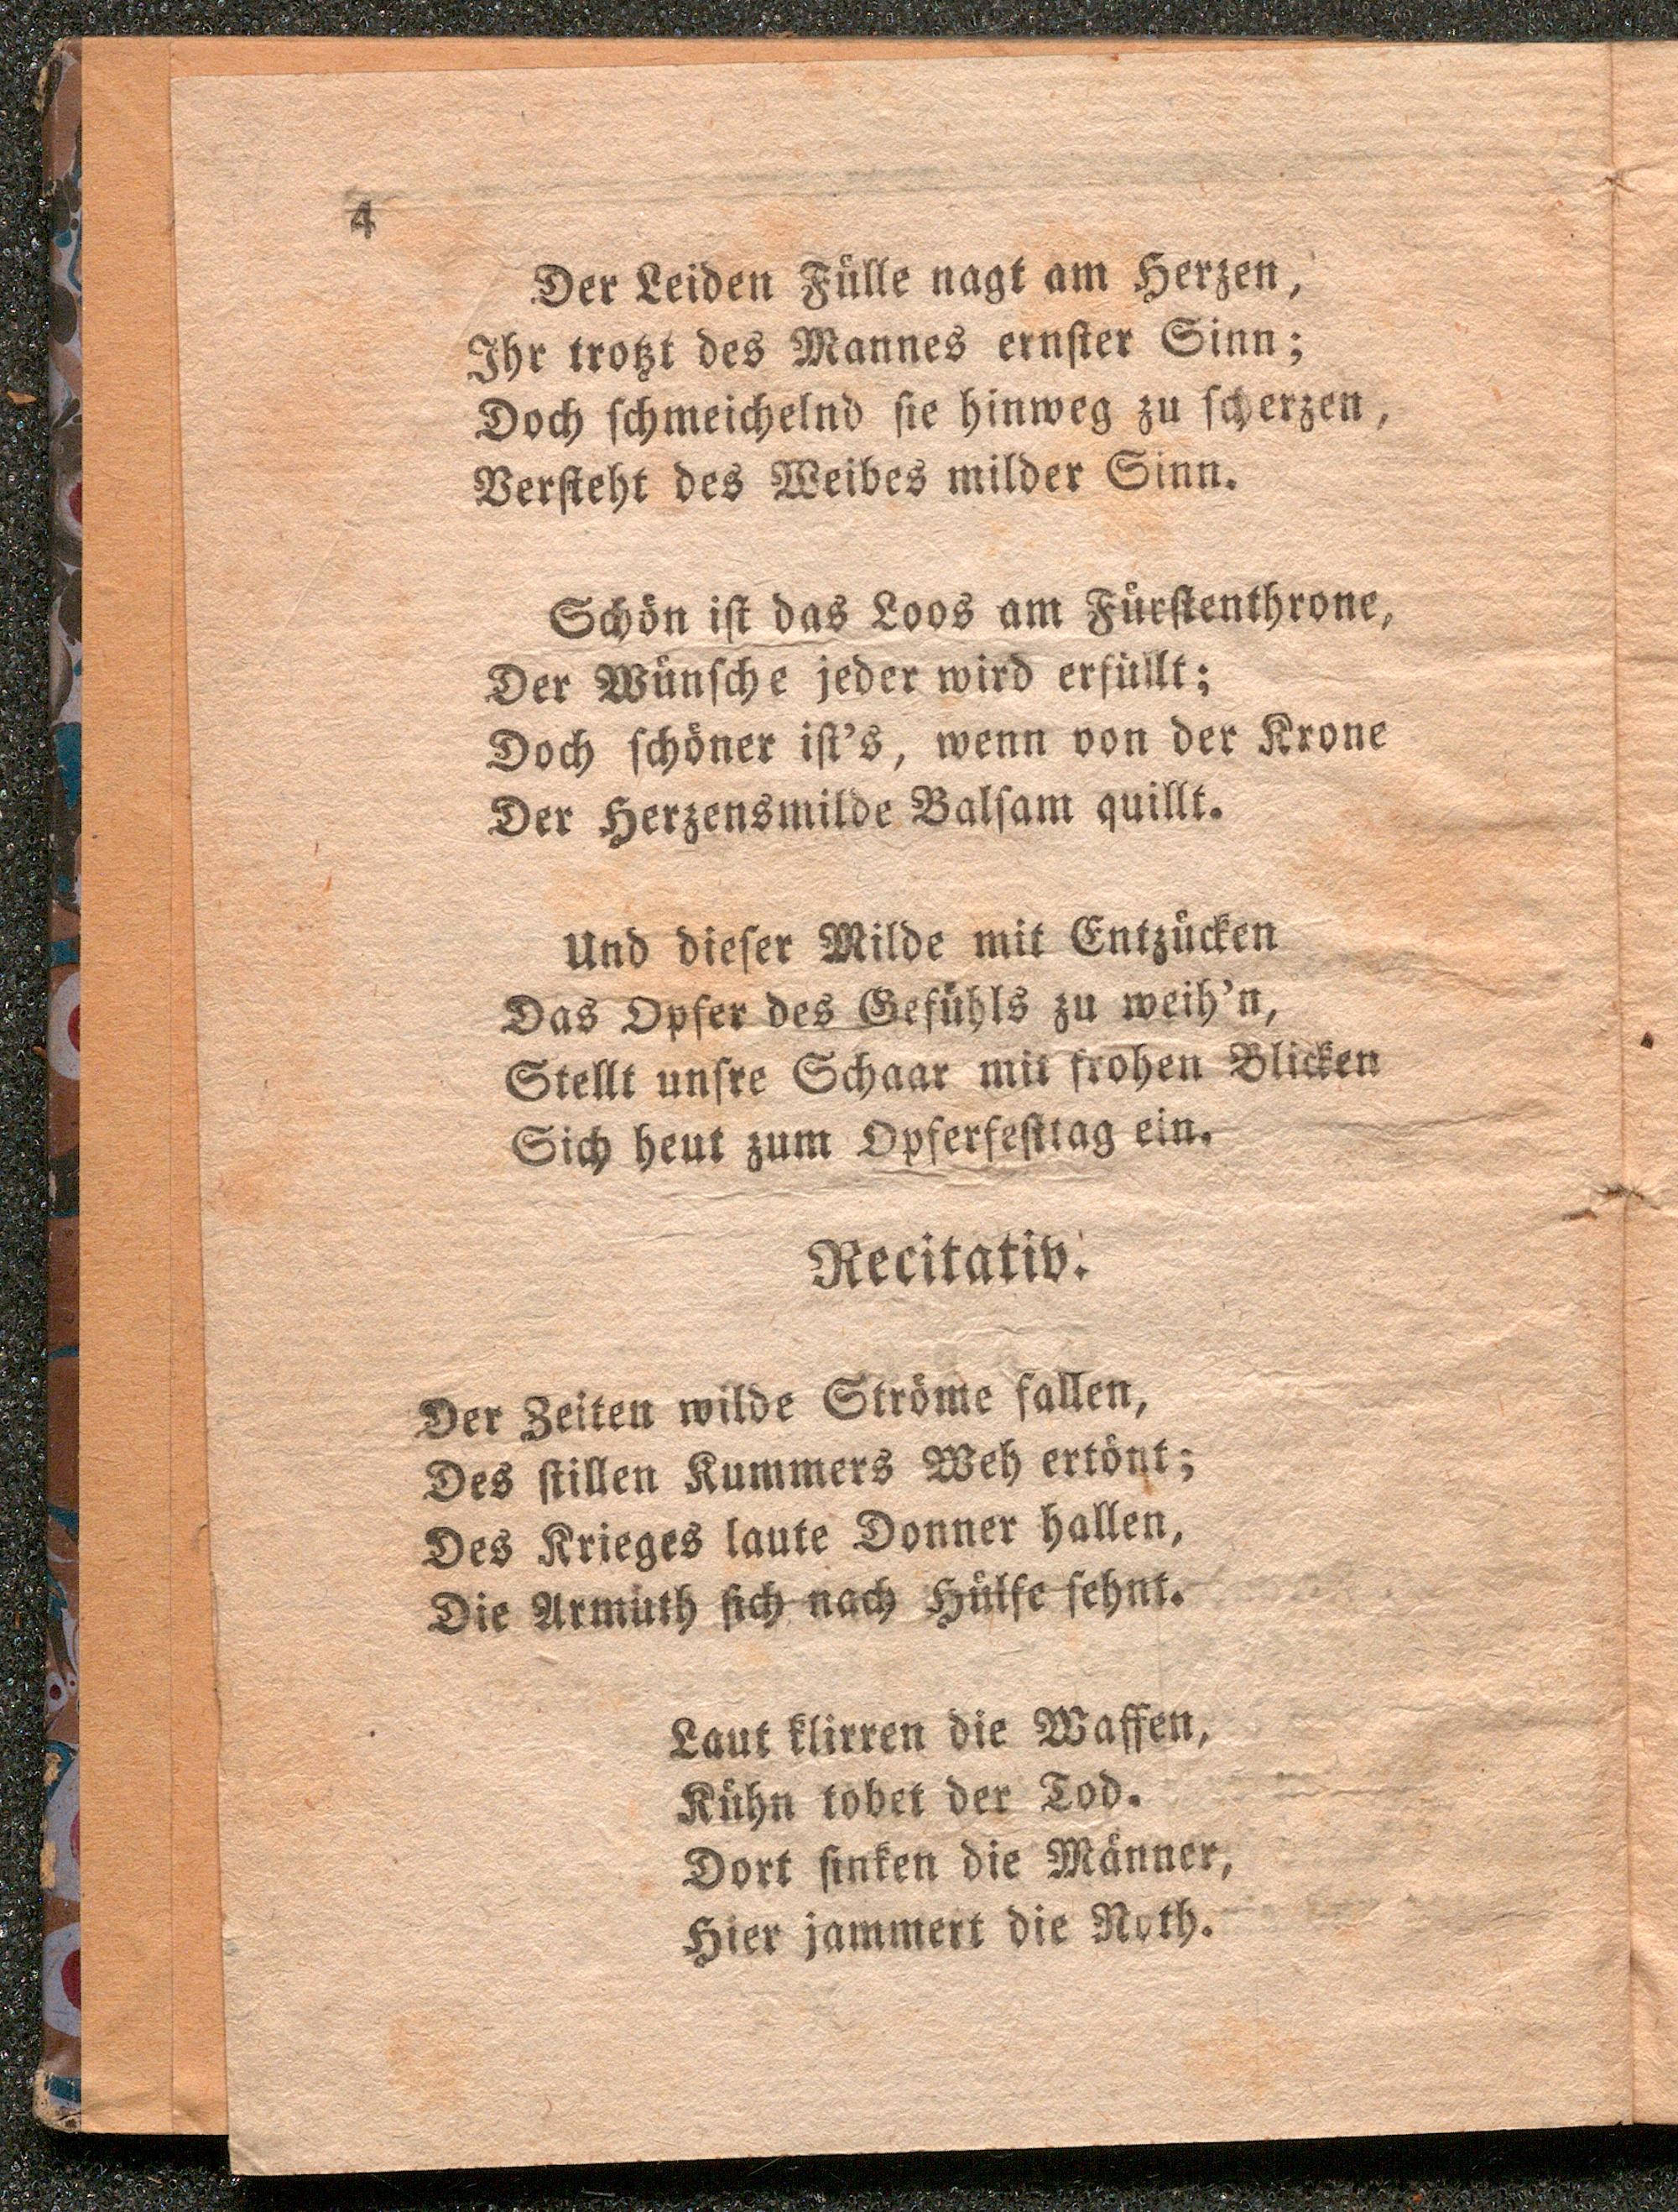 4
Der Leiden Fülle nagt am Herzen,
Ihr trotzt des Mannes ernſter Sinn;
Doch ſchmeichelnd ſie hinweg zu ſcherzen,
Verſteht des Weibes milder Sinn.
Schön iſt das Loos am Fürſtenthrone,
Der Wünſche jeder wird erfüllt;
Doch ſchöner iſt's, wenn von der Krone
Der Herzensmilde Balſam quillt.
Und dieſer Milde mit Entzücken
Das Opfer des Gefühls zu weih'n,
Stellt unſre Schaar mit frohen Blicken
Sich heut zum Opferfeſttag ein.
Recitativ.
Der Zeiten wilde Ströme fallen,
Des ſtillen Kummers Weh ertönt;
Des Krieges laute Donner hallen,
Die Armuth ſich nach Hülfe ſehnt.
Laut klirren die Waffen,
Kühn tobet der Tod.
Dort ſinken die Männer,
Hier jammert die Noth.